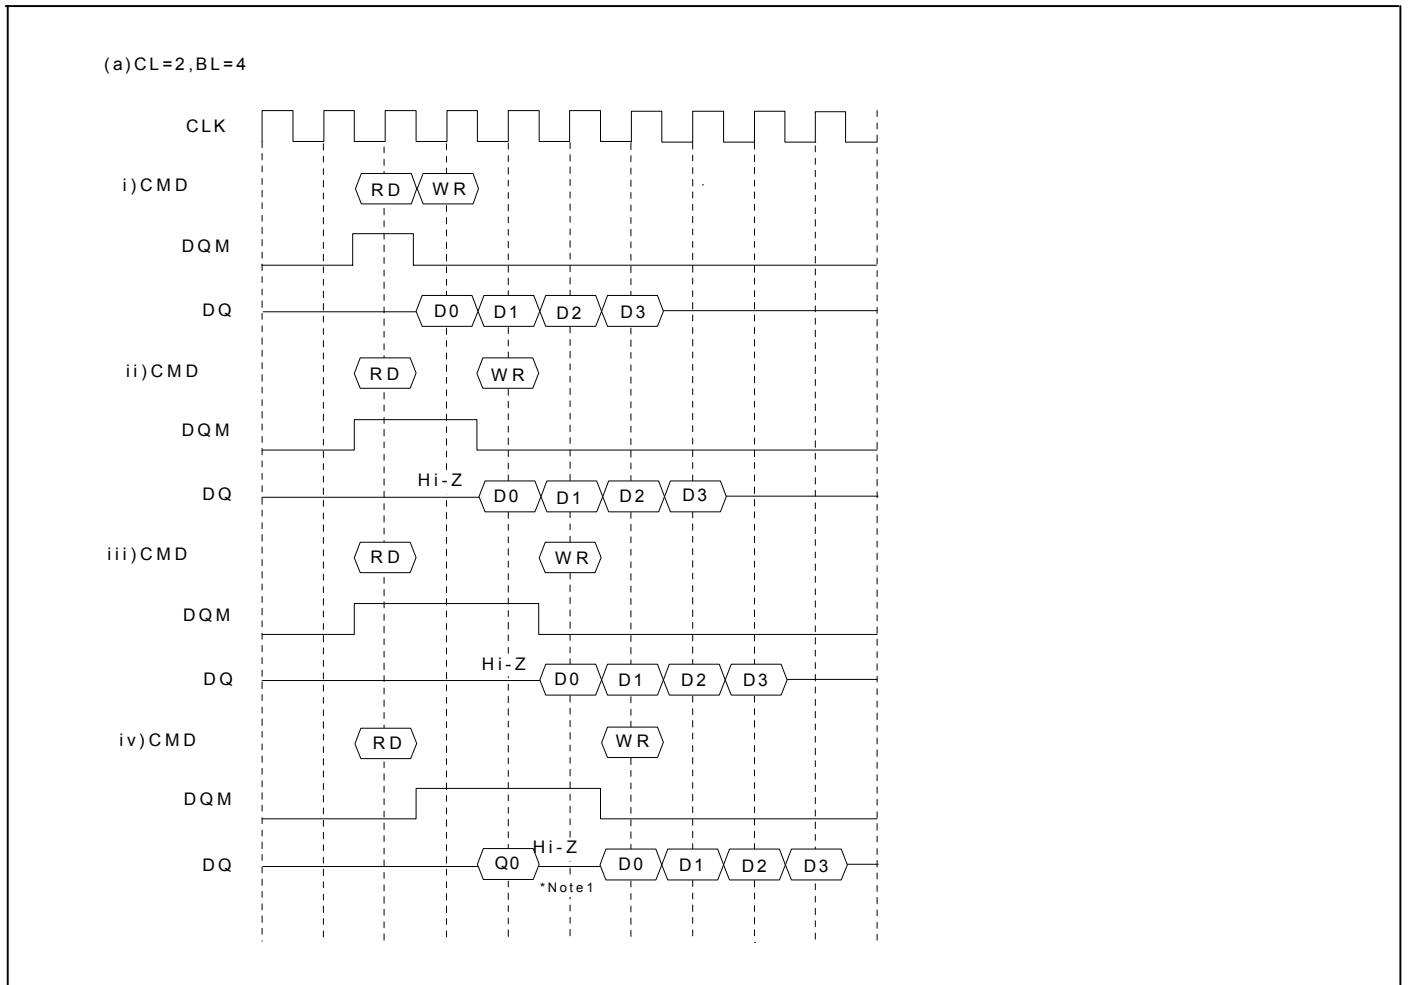 (a)CL=2,BL=4
CLK
i)CMD RD WR
DQM
DQ D0 D1 D2 D3
ii)CMD RD WR
DQM
Hi-Z
DQ D0 D1 D2 D3
iii)CMD RD WR
DQM
Hi-Z
DQ D0 D1 D2 D3
iv)CMD RD WR
DQM
Hi-Z
DQ Q0 D0 D1 D2 D3
*Note1